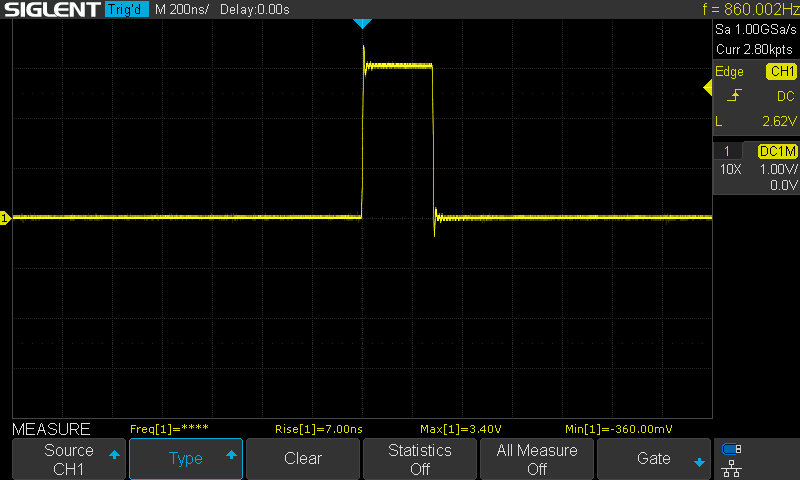 SIGLENT Trig'd M 200ns/ Delay:0.00s f = 860.002Hz
Sa 1.00GSa/s
Curr 2.80kpts
Edge CH1
DC
L 2.62V
1 DC1M
10X 1.00V/
0.0V
1
MEASURE Freq[1]=**** Rise[1]=7.00ns Max[1]=3.40V Min[1]=-360.00mV
Source
CH1
Type
Clear
Statistics
Off
All Measure
Off
Gate